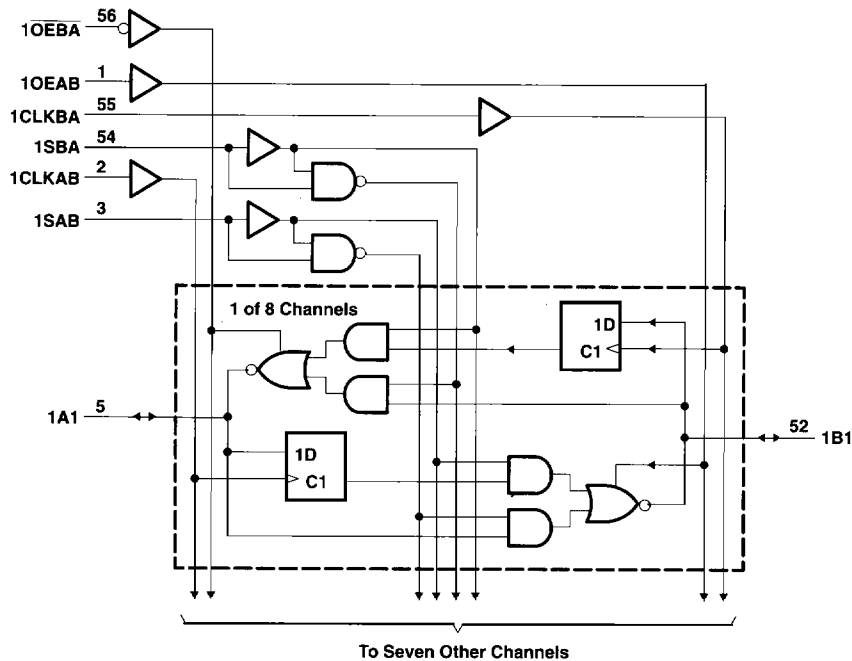 1OEBA 56
1OEAB 1
1CLKBA 55
1SBA 54
1CLKAB 2
1SAB 3
1 of 8 Channels
1D
C1
1A1 5
1D
C1
52 1B1
To Seven Other Channels